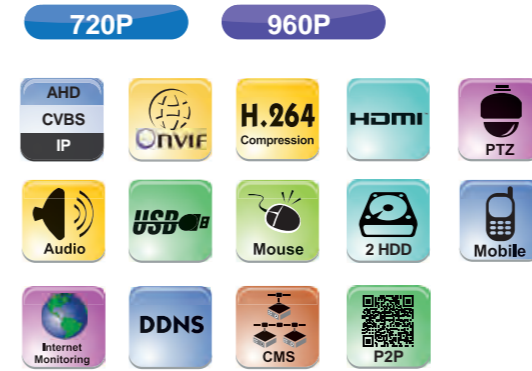 720P 960P
AHD
CVBS
IP
ONVIF
H.264
Compression
HDMI
PTZ
Audio
USB
Mouse
2 HDD
Mobile
Internet
Monitoring
DDNS
CMS
P2P